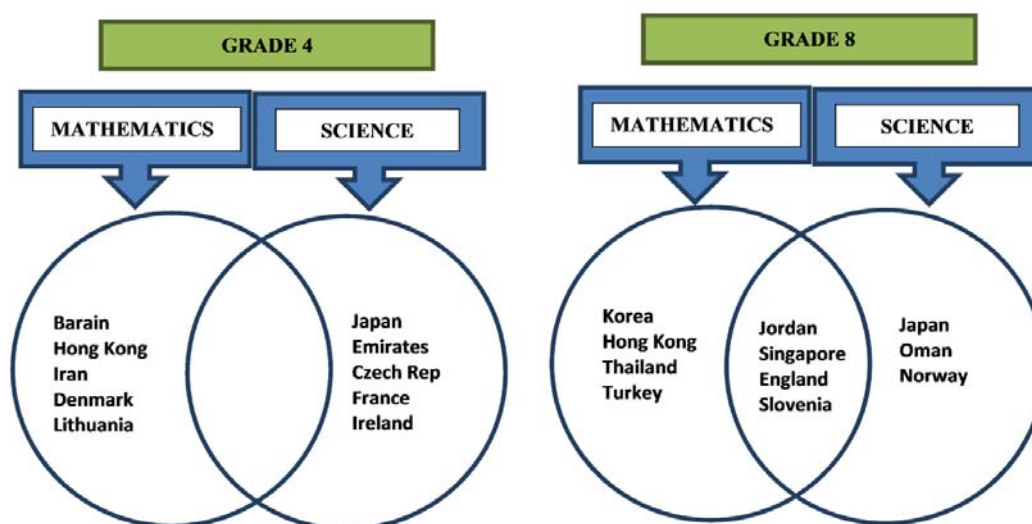 GRADE 4
GRADE 8
MATHEMATICS
SCIENCE
MATHEMATICS
SCIENCE
Barain
Hong Kong
Iran
Denmark
Lithuania
Japan
Emirates
Czech Rep
France
Ireland
Korea
Hong Kong
Thailand
Turkey
Jordan
Singapore
England
Slovenia
Japan
Oman
Norway